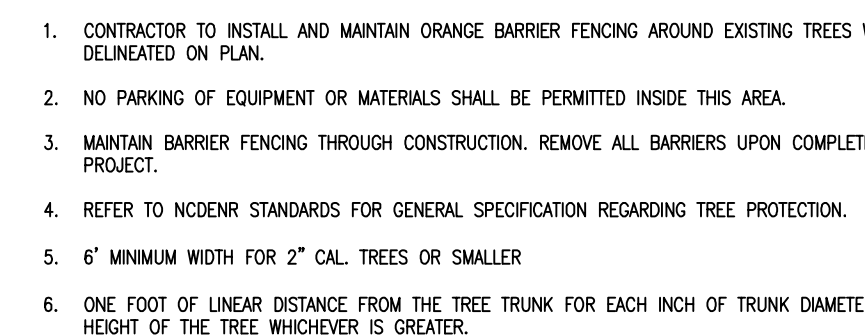 1. CONTRACTOR TO INSTALL AND MAINTAIN ORANGE BARRIER FENCING AROUND EXISTING TREES
DELINEATED ON PLAN.
2. NO PARKING OF EQUIPMENT OR MATERIALS SHALL BE PERMITTED INSIDE THIS AREA.
3. MAINTAIN BARRIER FENCING THROUGH CONSTRUCTION. REMOVE ALL BARRIERS UPON
PROJECT.
4. REFER TO NCDENR STANDARDS FOR GENERAL SPECIFICATION REGARDING TREE PROTECTION.
5. 6' MINIMUM WIDTH FOR 2" CAL. TREES OR SMALLER
6. ONE FOOT OF LINEAR DISTANCE FROM THE TREE TRUNK FOR EACH INCH OF TRUNK
HEIGHT OF THE TREE WHICHEVER IS GREATER.